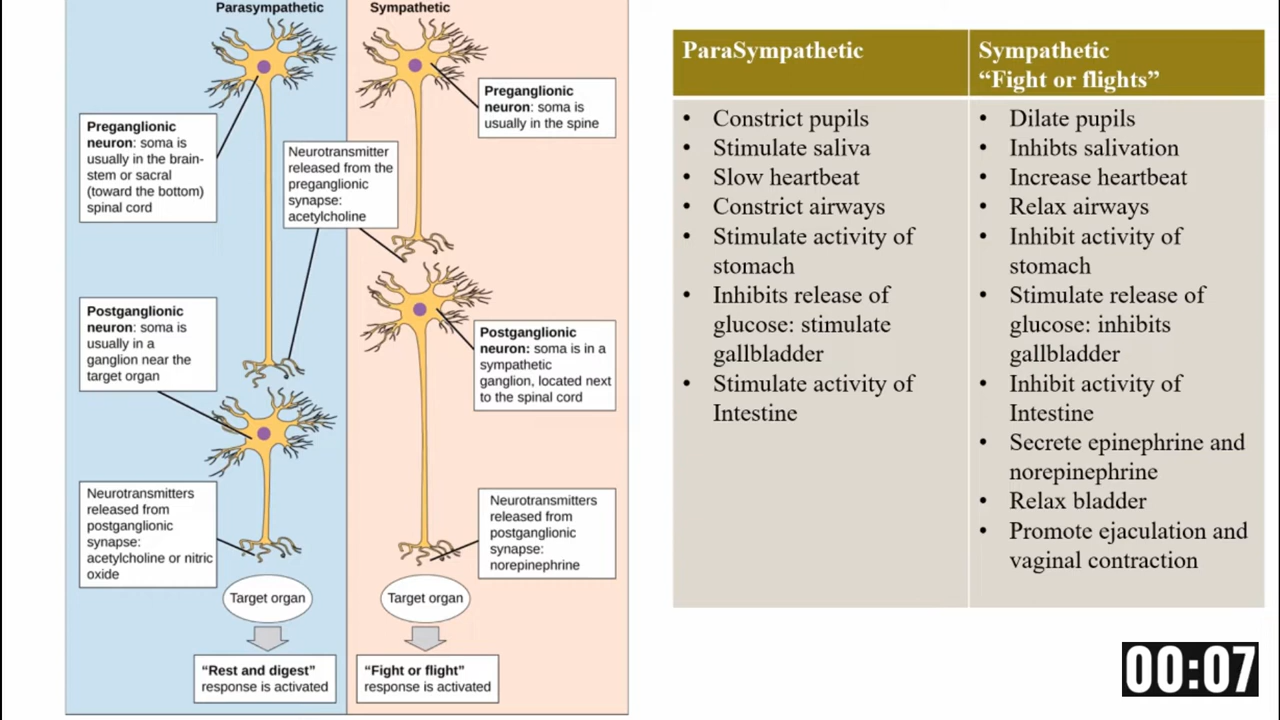 Parasympathetic
Sympathetic
Preganglionic
neuron: soma is
usually in the spine
Preganglionic
neuron: soma is
usually in the brain-
stem or sacral
(toward the bottom)
spinal cord
Neurotransmitter
released from the
preganglionic
synapse:
acetylcholine
Postganglionic
neuron: soma is
usually in a
ganglion near the
target organ
Postganglionic
neuron: soma is in a
sympathetic
ganglion, located next
to the spinal cord
Neurotransmitters
released from
postganglionic
synapse:
acetylcholine or nitric
oxide
Neurotransmitters
released from
postganglionic
synapse:
norepinephrine
Target organ
Target organ
“Rest and digest”
response is activated
“Fight or flight”
response is activated
ParaSympathetic
Sympathetic
“Fight or flights”
• Constrict pupils
• Stimulate saliva
• Slow heartbeat
• Constrict airways
• Stimulate activity of
stomach
• Inhibits release of
glucose: stimulate
gallbladder
• Stimulate activity of
Intestine
• Dilate pupils
• Inhibts salivation
• Increase heartbeat
• Relax airways
• Inhibit activity of
stomach
• Stimulate release of
glucose: inhibits
gallbladder
• Inhibit activity of
Intestine
• Secrete epinephrine and
norepinephrine
• Relax bladder
• Promote ejaculation and
vaginal contraction
00:07